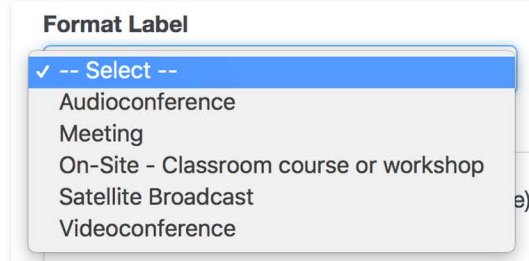 Format Label
✓ -- Select --
Audioconference
Meeting
On-Site - Classroom course or workshop
Satellite Broadcast
e)
Videoconference